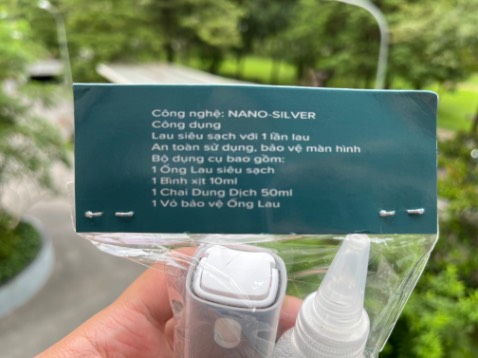 Công nghệ: NANO-SILVER
Công dụng
Lau siêu sạch với 1 lần lau
An toàn sử dụng, bảo vệ màn hình
Bộ dụng cụ bao gồm:
1 Ống Lau siêu sạch
1 Bình xịt 10ml
1 Chai Dung Dịch 50ml
1 Vỏ bảo vệ Ống Lau